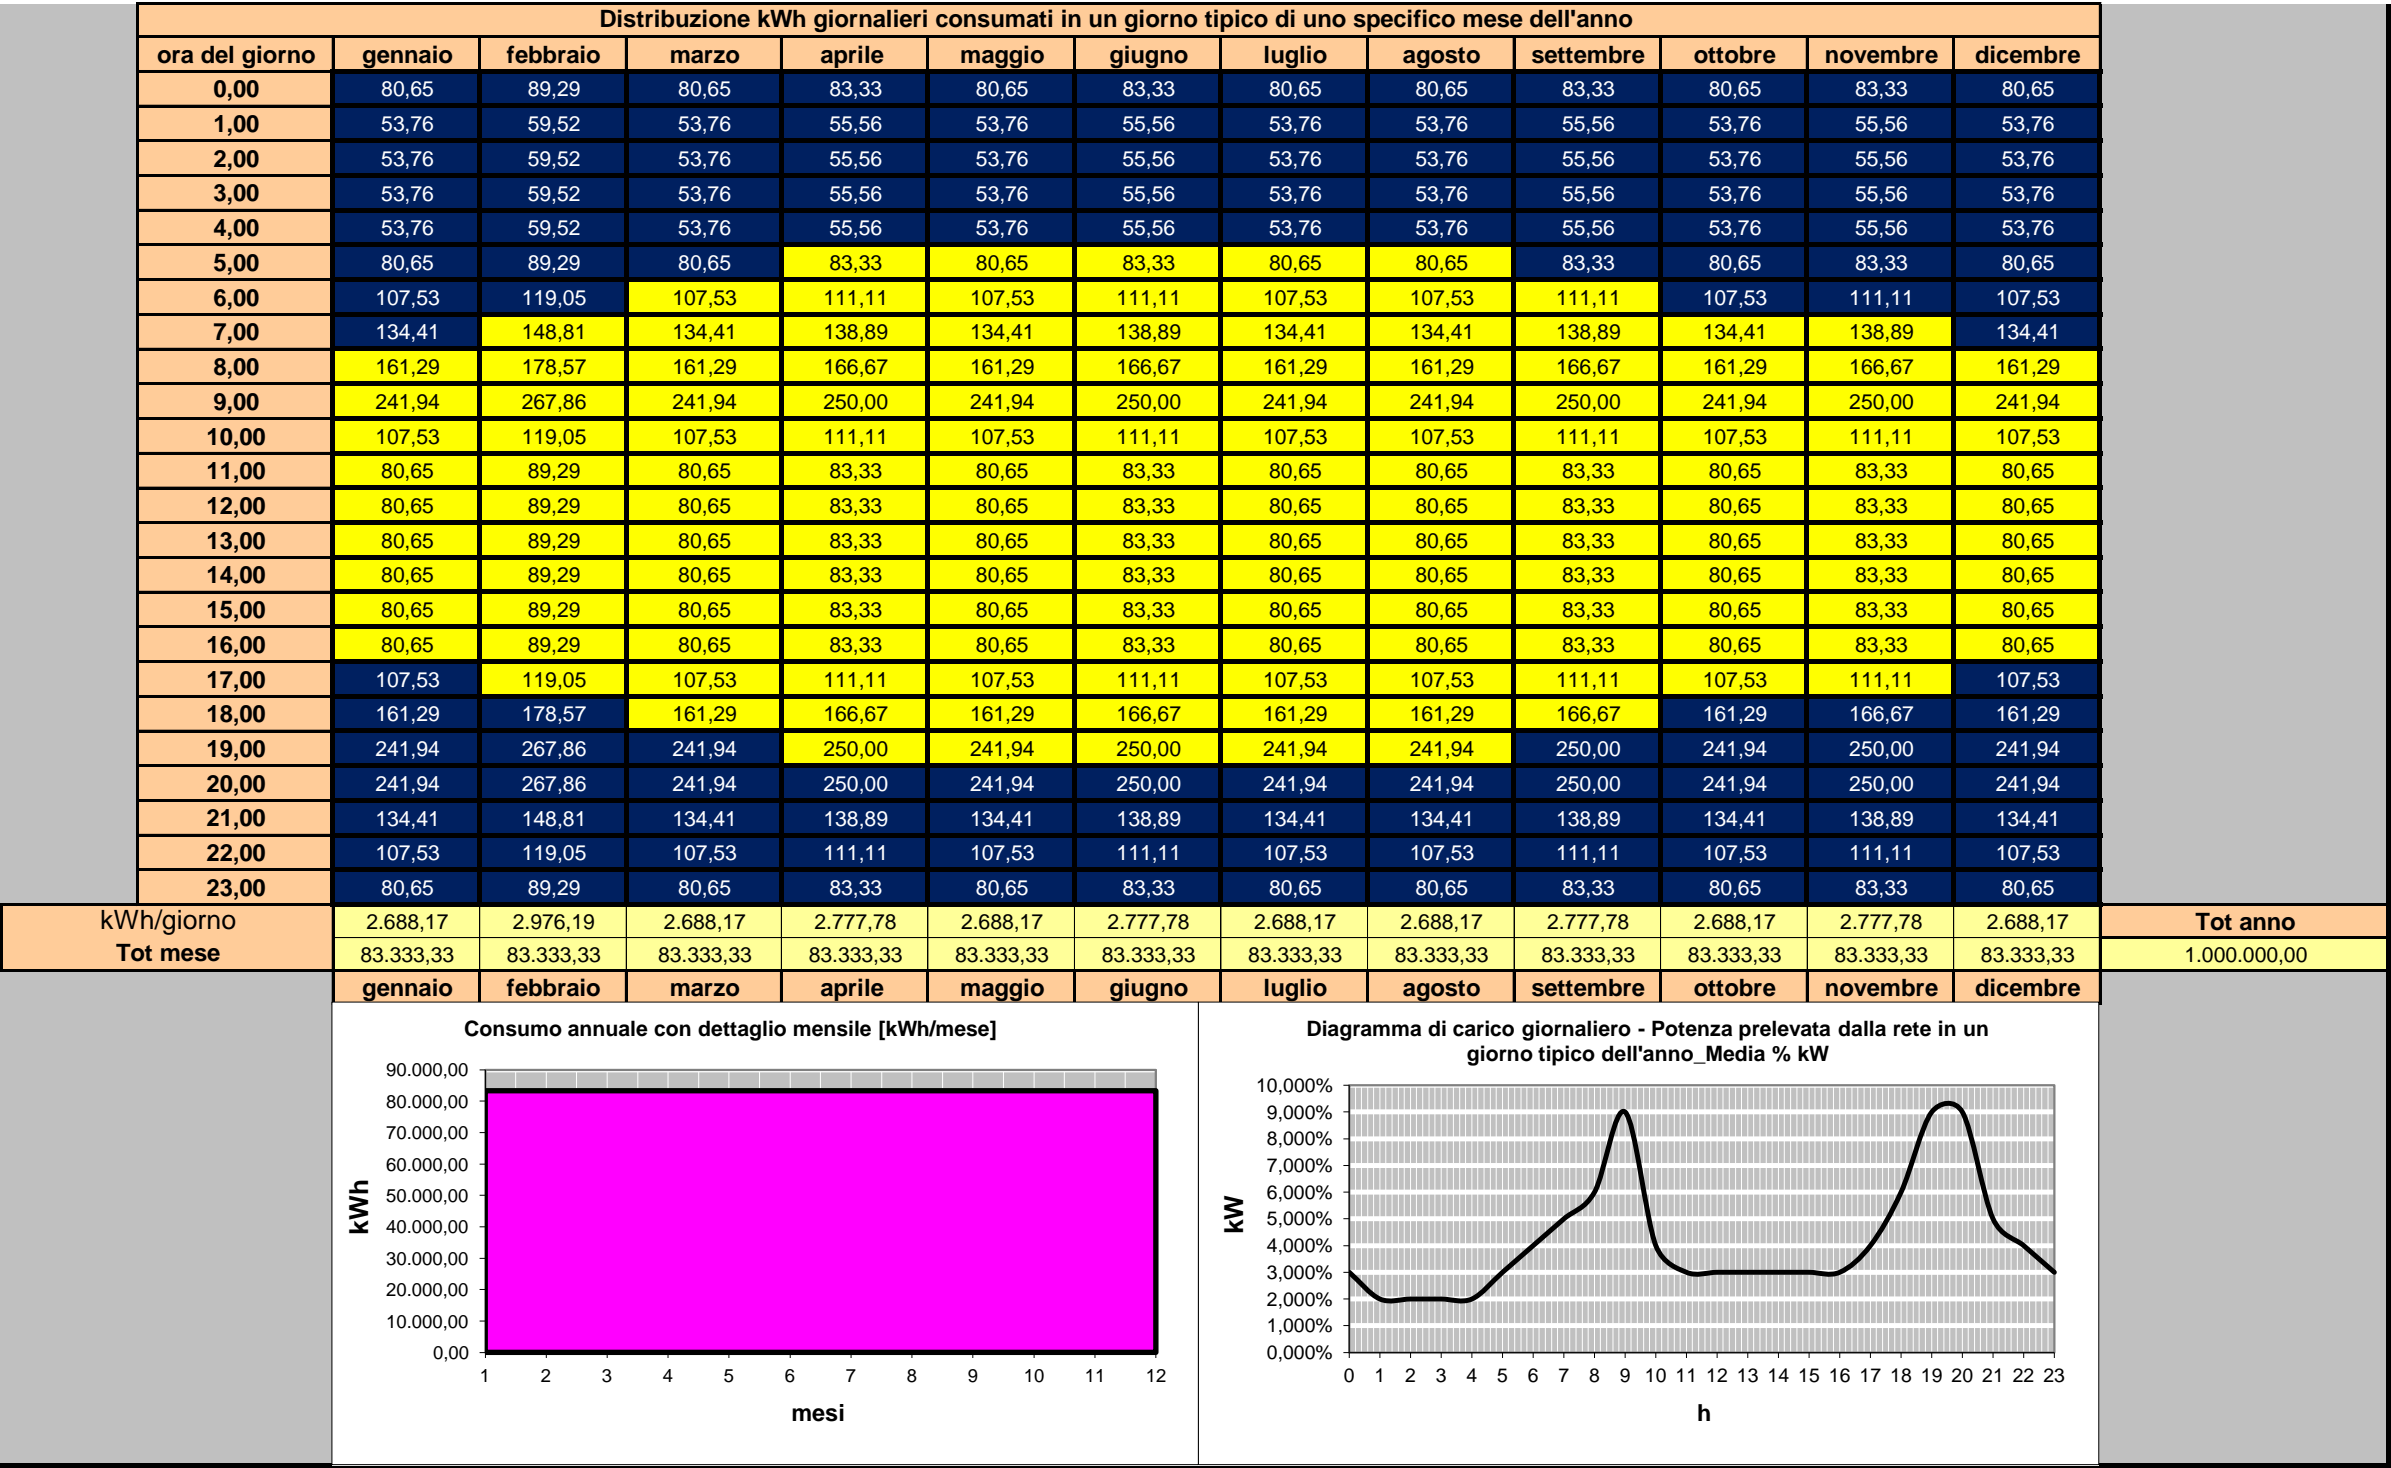 Distribuzione kWh giornalieri consumati in un giorno tipico di uno specifico mese dell'anno
ora del giorno gennaio febbraio marzo aprile maggio giugno luglio agosto settembre ottobre novembre dicembre
0,00 80,65 89,29 80,65 83,33 80,65 83,33 80,65 80,65 83,33 80,65 83,33 80,65
1,00 53,76 59,52 53,76 55,56 53,76 55,56 53,76 53,76 55,56 53,76 55,56 53,76
2,00 53,76 59,52 53,76 55,56 53,76 55,56 53,76 53,76 55,56 53,76 55,56 53,76
3,00 53,76 59,52 53,76 55,56 53,76 55,56 53,76 53,76 55,56 53,76 55,56 53,76
4,00 53,76 59,52 53,76 55,56 53,76 55,56 53,76 53,76 55,56 53,76 55,56 53,76
5,00 80,65 89,29 80,65 83,33 80,65 83,33 80,65 80,65 83,33 80,65 83,33 80,65
6,00 107,53 119,05 107,53 111,11 107,53 111,11 107,53 107,53 111,11 107,53 111,11 107,53
7,00 134,41 148,81 134,41 138,89 134,41 138,89 134,41 134,41 138,89 134,41 138,89 134,41
8,00 161,29 178,57 161,29 166,67 161,29 166,67 161,29 161,29 166,67 161,29 166,67 161,29
9,00 241,94 267,86 241,94 250,00 241,94 250,00 241,94 241,94 250,00 241,94 250,00 241,94
10,00 107,53 119,05 107,53 111,11 107,53 111,11 107,53 107,53 111,11 107,53 111,11 107,53
11,00 80,65 89,29 80,65 83,33 80,65 83,33 80,65 80,65 83,33 80,65 83,33 80,65
12,00 80,65 89,29 80,65 83,33 80,65 83,33 80,65 80,65 83,33 80,65 83,33 80,65
13,00 80,65 89,29 80,65 83,33 80,65 83,33 80,65 80,65 83,33 80,65 83,33 80,65
14,00 80,65 89,29 80,65 83,33 80,65 83,33 80,65 80,65 83,33 80,65 83,33 80,65
15,00 80,65 89,29 80,65 83,33 80,65 83,33 80,65 80,65 83,33 80,65 83,33 80,65
16,00 80,65 89,29 80,65 83,33 80,65 83,33 80,65 80,65 83,33 80,65 83,33 80,65
17,00 107,53 119,05 107,53 111,11 107,53 111,11 107,53 107,53 111,11 107,53 111,11 107,53
18,00 161,29 178,57 161,29 166,67 161,29 166,67 161,29 161,29 166,67 161,29 166,67 161,29
19,00 241,94 267,86 241,94 250,00 241,94 250,00 241,94 241,94 250,00 241,94 250,00 241,94
20,00 241,94 267,86 241,94 250,00 241,94 250,00 241,94 241,94 250,00 241,94 250,00 241,94
21,00 134,41 148,81 134,41 138,89 134,41 138,89 134,41 134,41 138,89 134,41 138,89 134,41
22,00 107,53 119,05 107,53 111,11 107,53 111,11 107,53 107,53 111,11 107,53 111,11 107,53
23,00 80,65 89,29 80,65 83,33 80,65 83,33 80,65 80,65 83,33 80,65 83,33 80,65
kWh/giorno 2.688,17 2.976,19 2.688,17 2.777,78 2.688,17 2.777,78 2.688,17 2.688,17 2.777,78 2.688,17 2.777,78 2.688,17 Tot anno
Tot mese 83.333,33 83.333,33 83.333,33 83.333,33 83.333,33 83.333,33 83.333,33 83.333,33 83.333,33 83.333,33 83.333,33 83.333,33 1.000.000,00
gennaio febbraio marzo aprile maggio giugno luglio agosto settembre ottobre novembre dicembre
Consumo annuale con dettaglio mensile [kWh/mese]
90.000,00
80.000,00
70.000,00
60.000,00
50.000,00
40.000,00
30.000,00
20.000,00
10.000,00
0,00
kWh
1 2 3 4 5 6 7 8 9 10 11 12
mesi
Diagramma di carico giornaliero - Potenza prelevata dalla rete in un
giorno tipico dell'anno_Media % kW
10,000%
9,000%
8,000%
7,000%
6,000%
5,000%
4,000%
3,000%
2,000%
1,000%
0,000%
kW
0 1 2 3 4 5 6 7 8 9 10 11 12 13 14 15 16 17 18 19 20 21 22 23
h